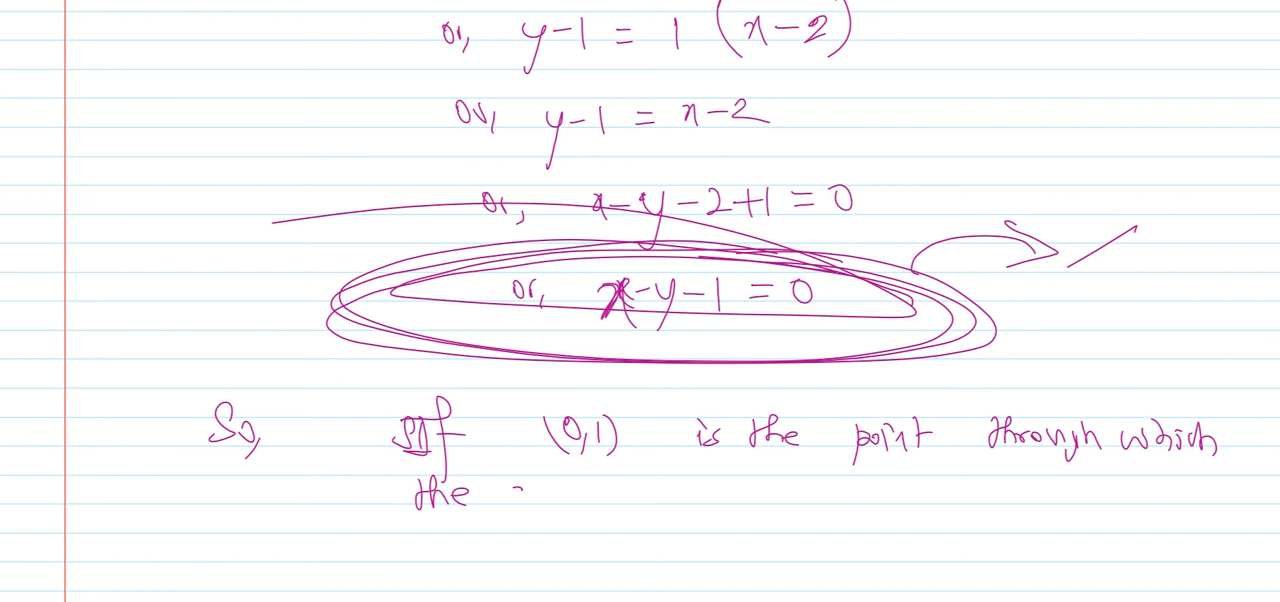 or, y-1 = 1 (x-2)
or, y-1 = x-2
or, x-y-2+1 = 0
or, x-y-1 = 0
So, If (0,1) is the point through which
the